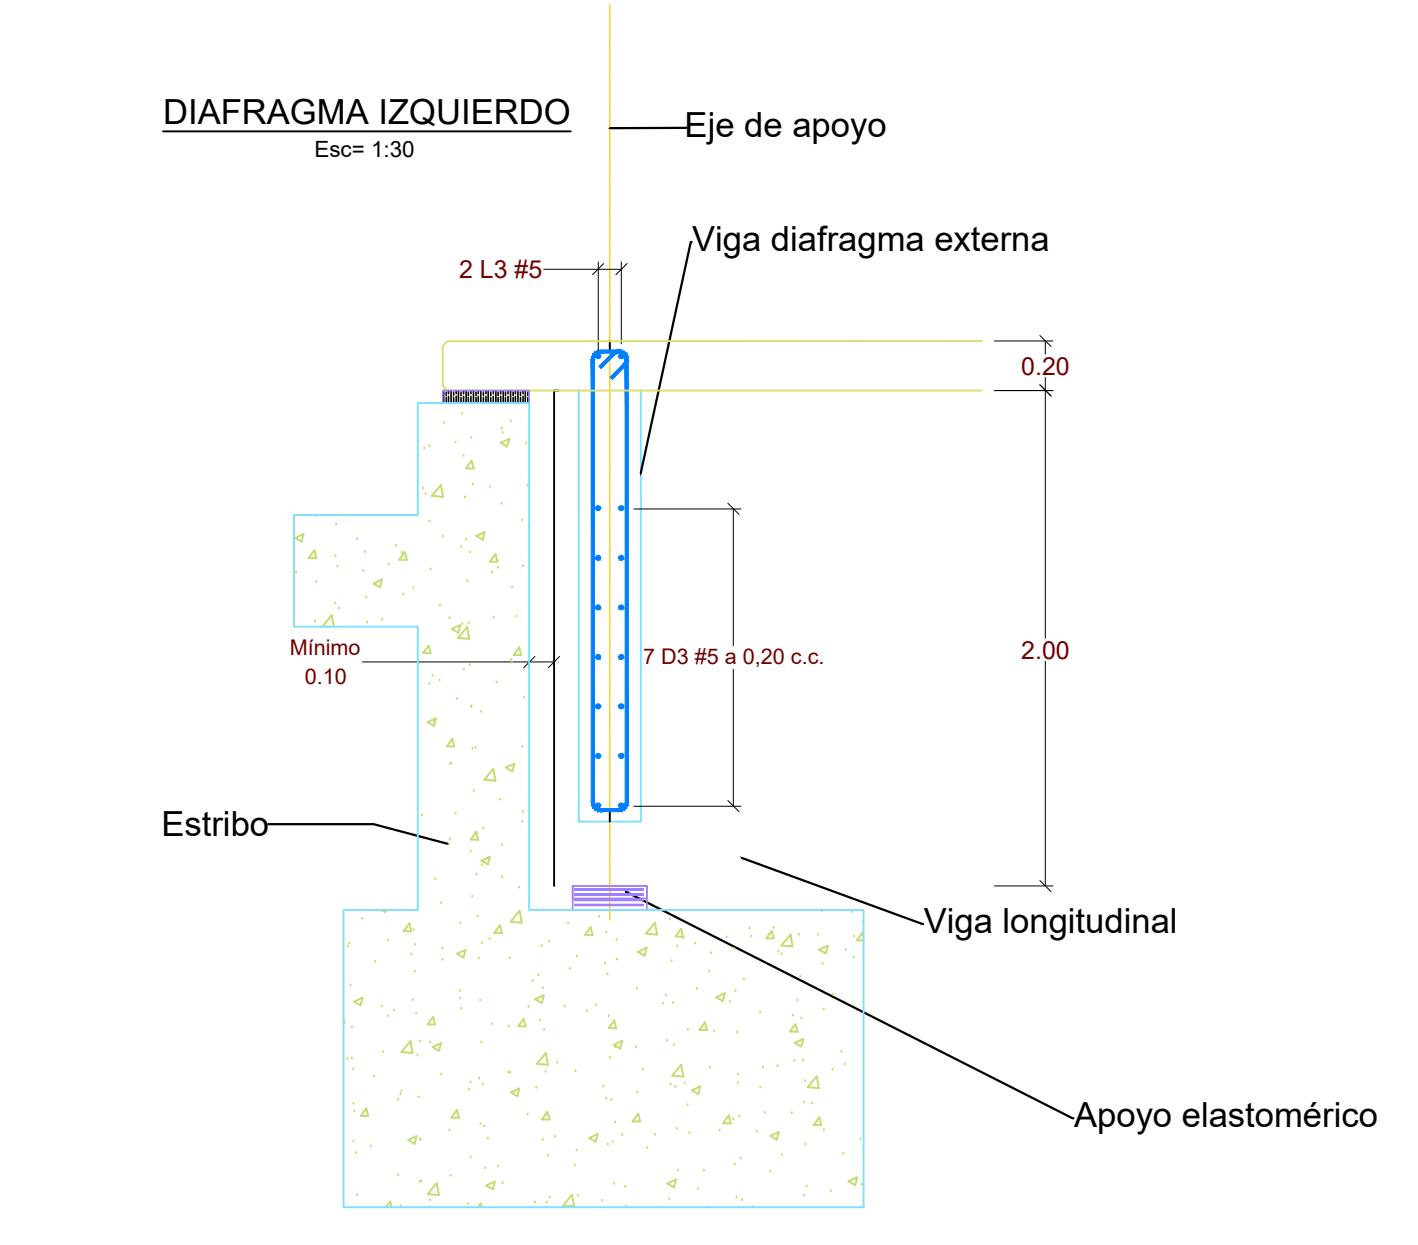 DIAFRAGMA IZQUIERDO
Esc= 1:30
Eje de apoyo
Viga diafragma externa
2 L3 #5
0.20
Mínimo
0.10
7 D3 #5 a 0,20 c.c.
2.00
Estribo
Viga longitudinal
Apoyo elastomérico